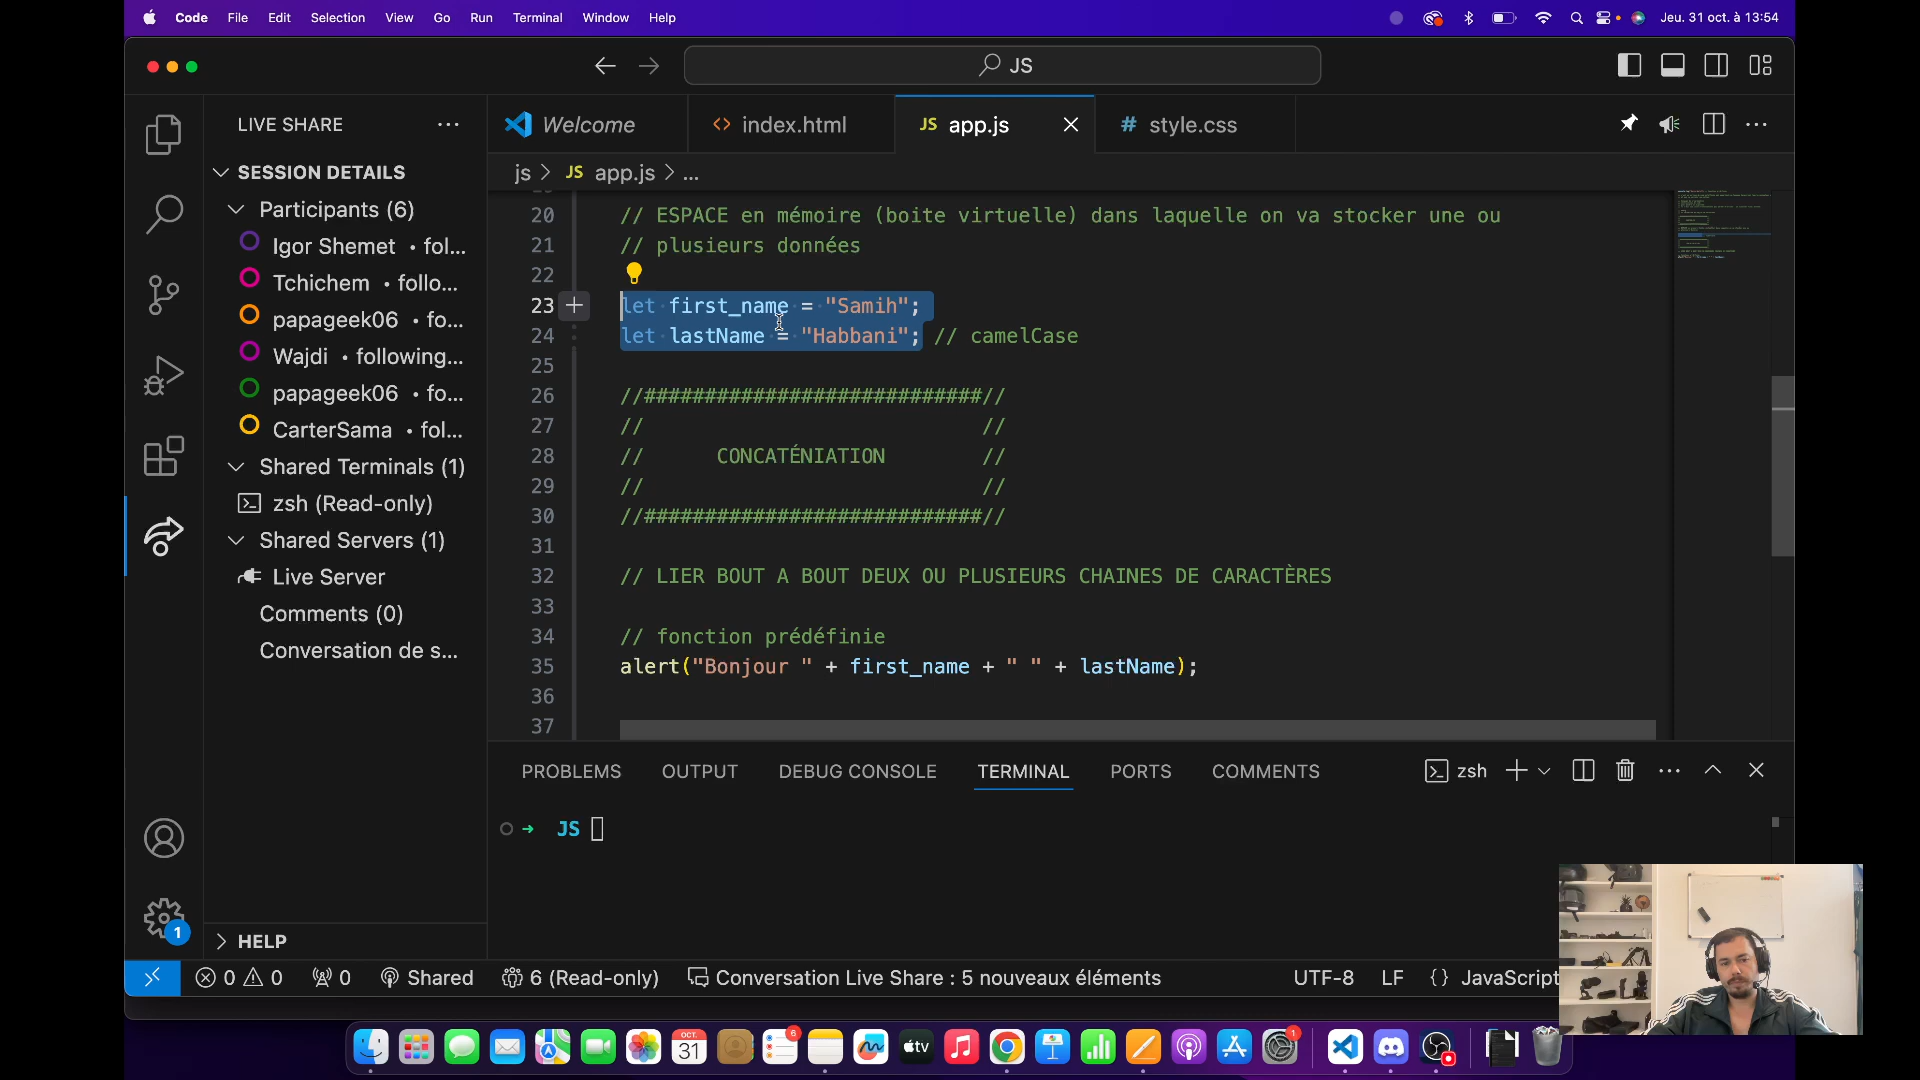 Code File Edit Selection View Go Run Terminal Window Help Jeu. 31 oct. à 13:54
JS
LIVE SHARE
Welcome
index.html
JS app.js
# style.css
js > JS app.js > ...
SESSION DETAILS
Participants (6)
Igor Shemet • fol...
Tchichem • follo...
papageek06 • fo...
Wajdi • following...
papageek06 • fo...
CarterSama • fol...
Shared Terminals (1)
zsh (Read-only)
Shared Servers (1)
Live Server
Comments (0)
Conversation de s...
HELP
20 // ESPACE en mémoire (boite virtuelle) dans laquelle on va stocker une ou
21 // plusieurs données
22
23 let first_name = "Samih";
24 let lastName = "Habbani"; // camelCase
25
26 //############################//
27 // //
28 // CONCATÉNIATION //
29 // //
30 //############################//
31
32 // LIER BOUT A BOUT DEUX OU PLUSIEURS CHAINES DE CARACTÈRES
33
34 // fonction prédéfinie
35 alert("Bonjour " + first_name + " " + lastName);
36
37
PROBLEMS OUTPUT DEBUG CONSOLE TERMINAL PORTS COMMENTS zsh
➜ JS
1
0 0 0 Shared 6 (Read-only) Conversation Live Share : 5 nouveaux éléments UTF-8 LF {} JavaScript
OCT. 31 6 tv 1